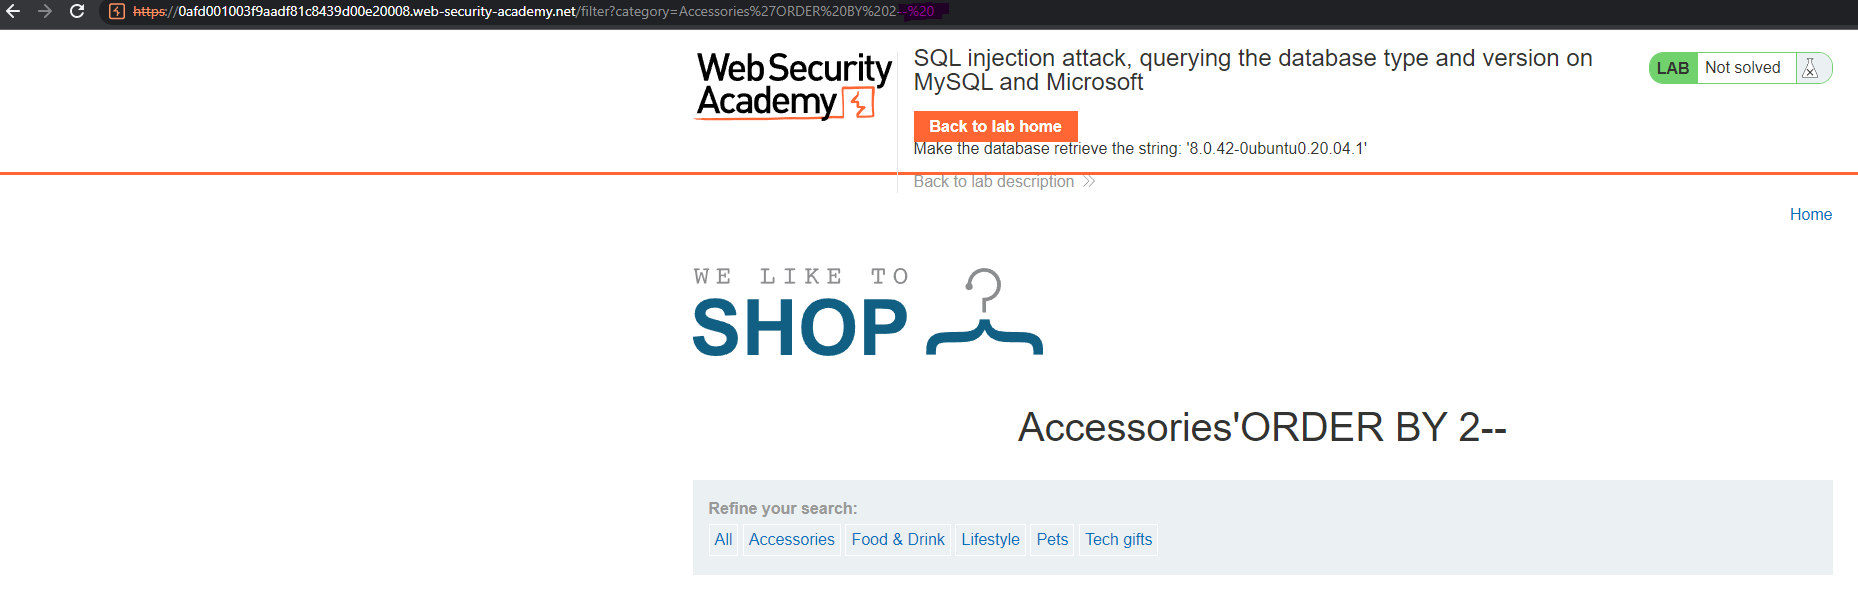 https://0afd001003f9aadf81c8439d00e20008.web-security-academy.net/filter?category=Accessories%27ORDER%20BY%202--%20
WebSecurity
Academy
SQL injection attack, querying the database type and version on
MySQL and Microsoft
LAB Not solved
Back to lab home
Make the database retrieve the string: '8.0.42-0ubuntu0.20.04.1'
Back to lab description
Home
WE LIKE TO
SHOP
Accessories'ORDER BY 2--
Refine your search:
All Accessories Food & Drink Lifestyle Pets Tech gifts